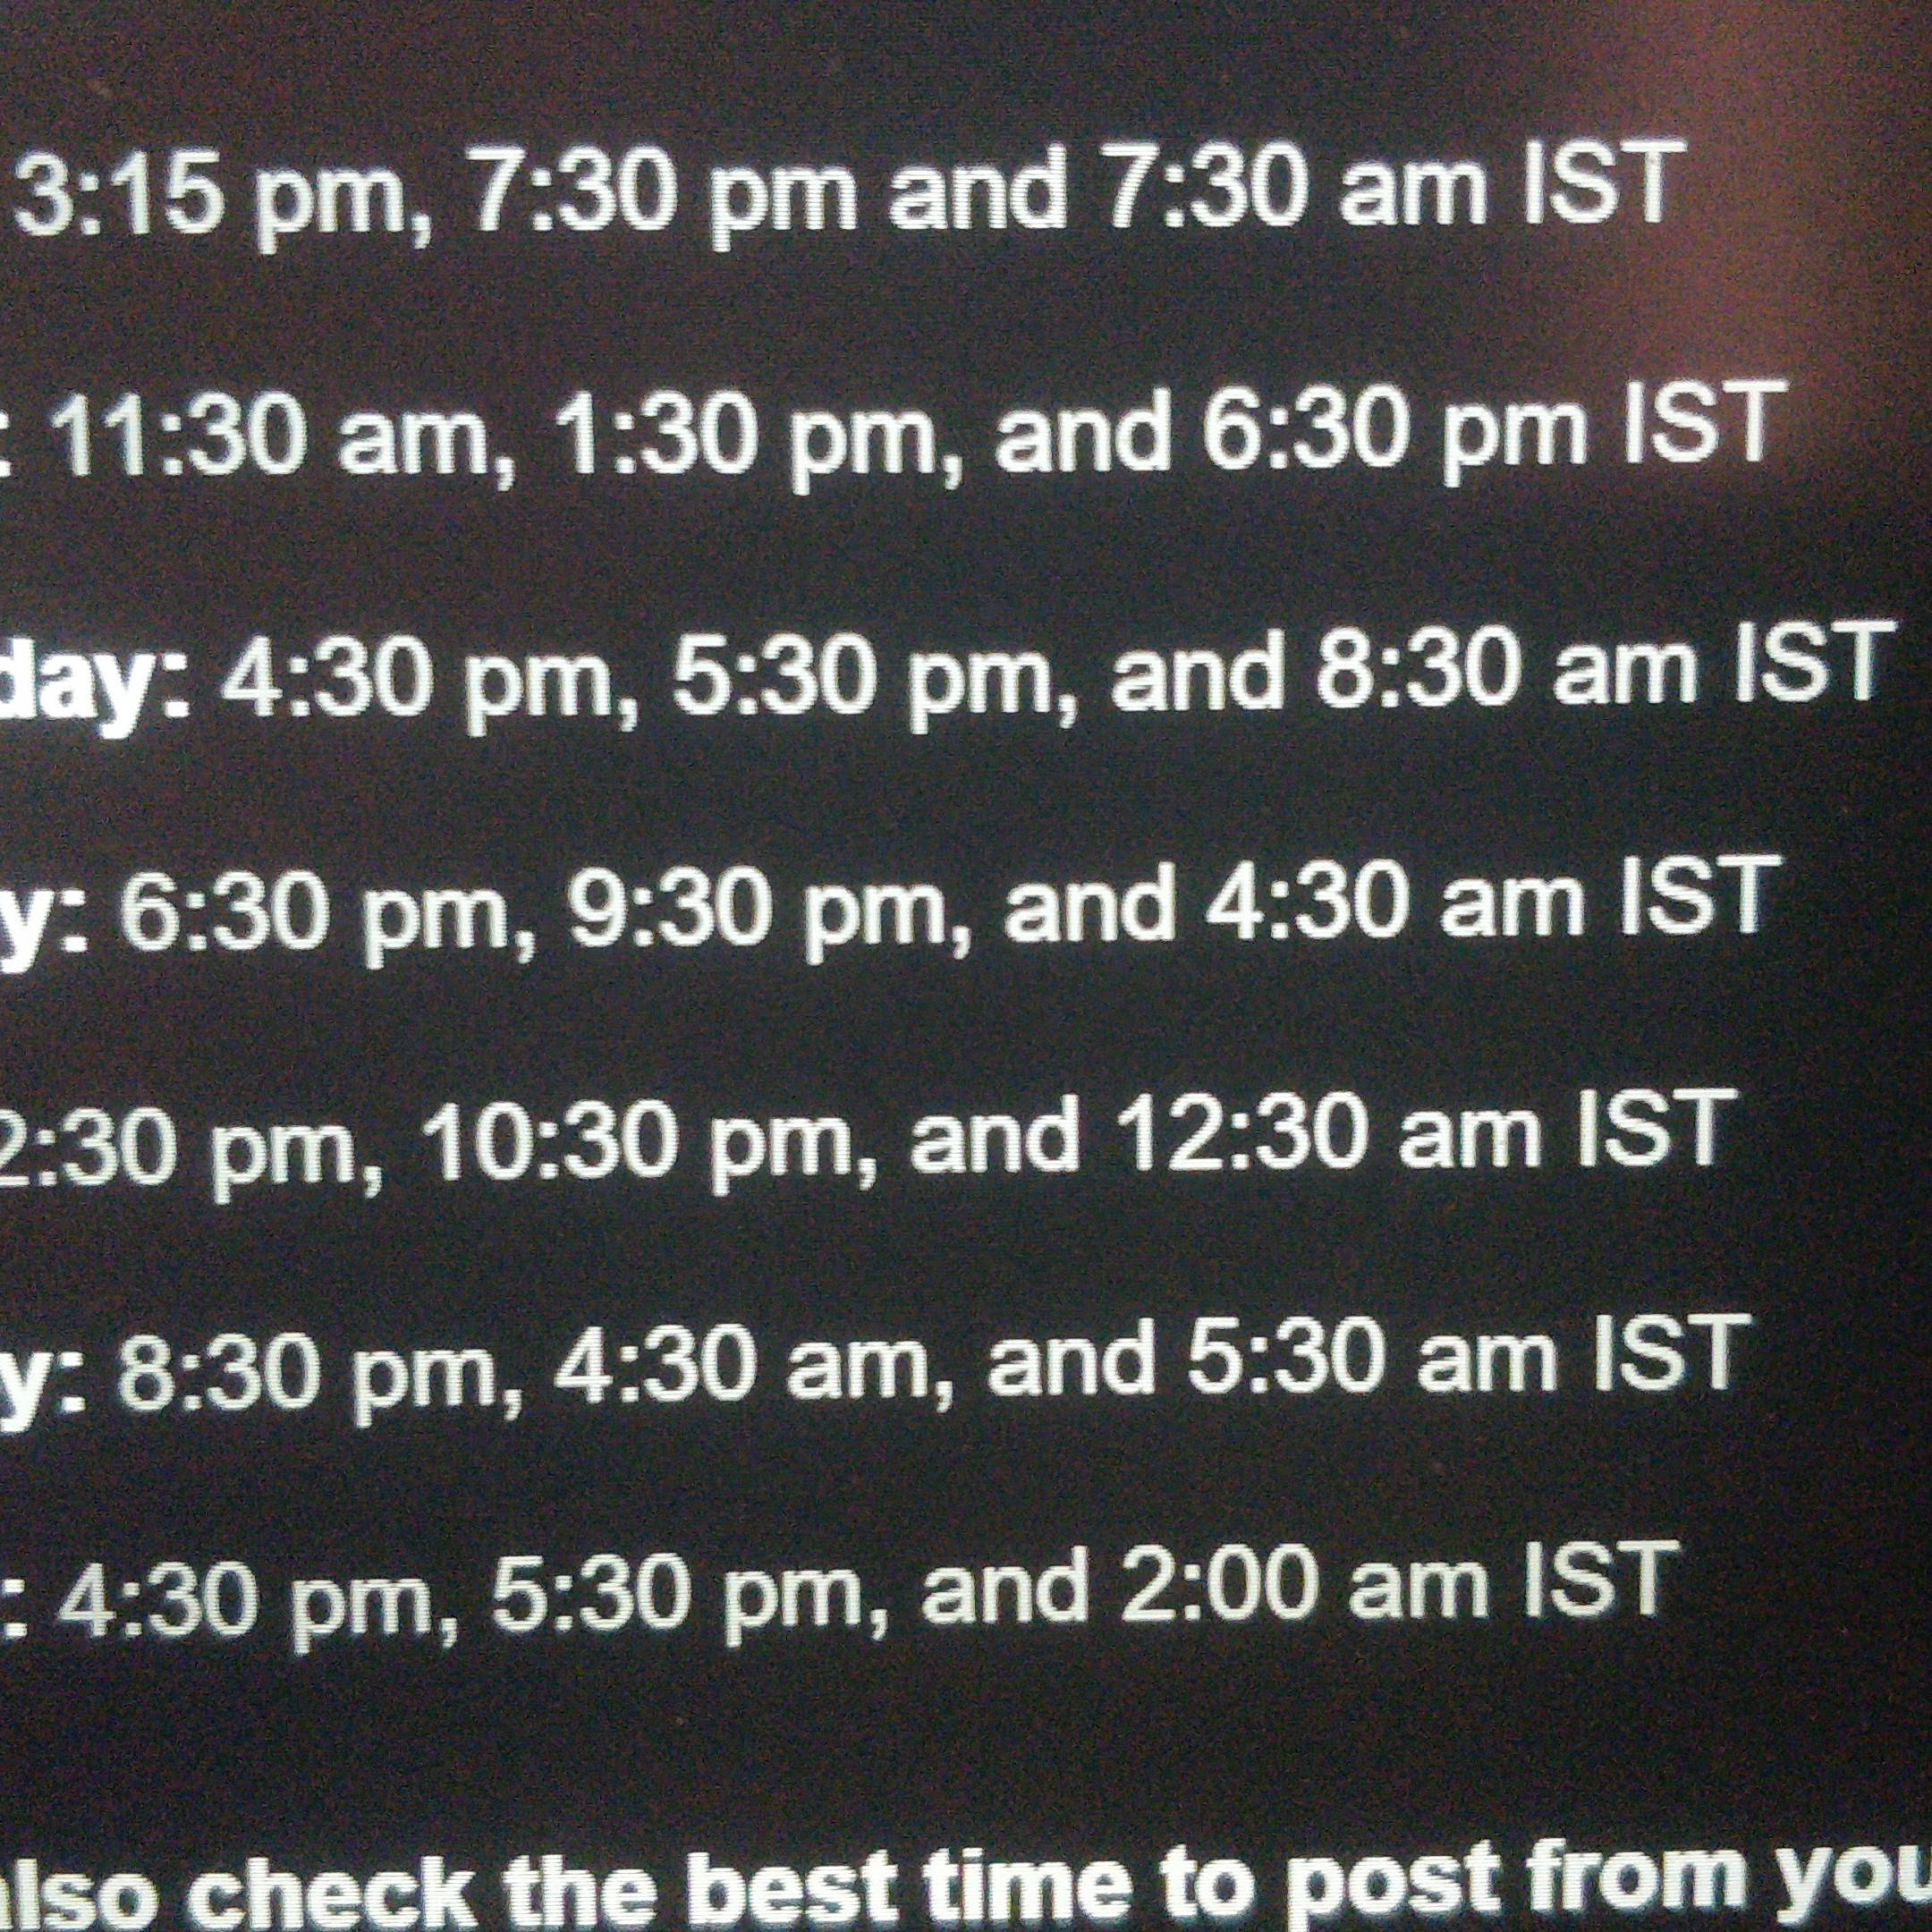 3:15 pm, 7:30 pm and 7:30 am IST
: 11:30 am, 1:30 pm, and 6:30 pm IST
day: 4:30 pm, 5:30 pm, and 8:30 am IST
y: 6:30 pm, 9:30 pm, and 4:30 am IST
2:30 pm, 10:30 pm, and 12:30 am IST
y: 8:30 pm, 4:30 am, and 5:30 am IST
: 4:30 pm, 5:30 pm, and 2:00 am IST
also check the best time to post from you